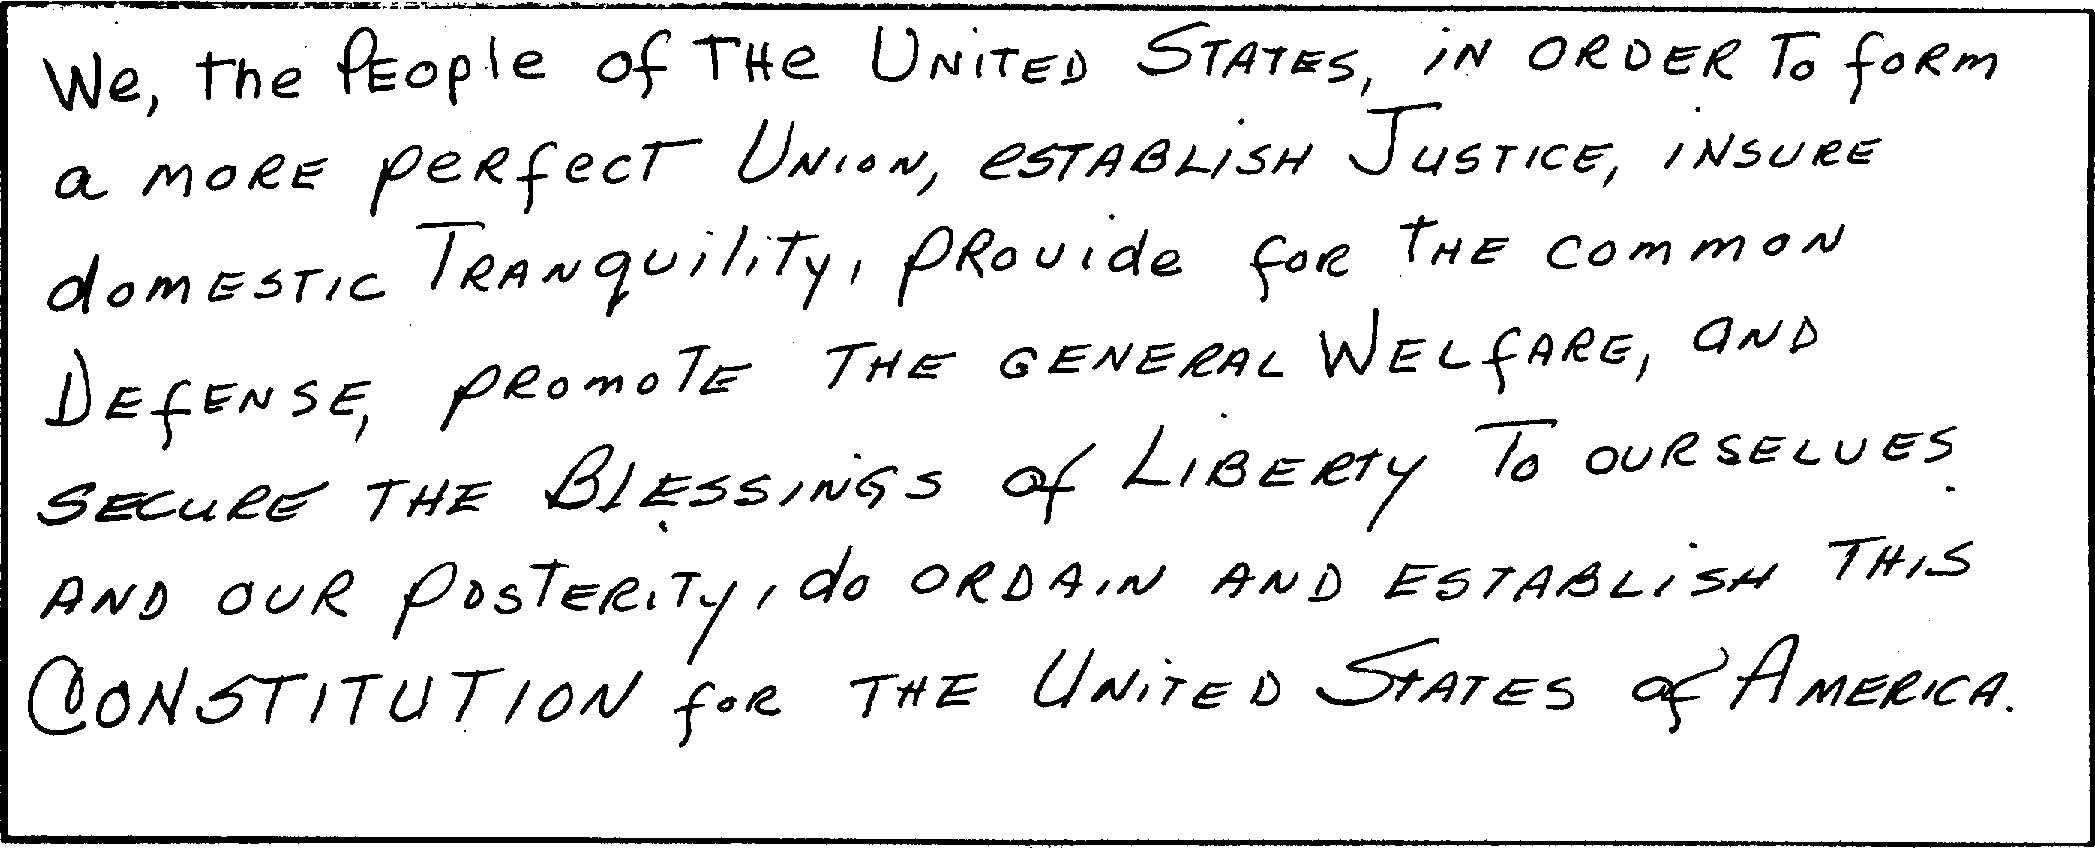 We, the People of the United States, in order to form
a more perfect Union, establish Justice, insure
domestic Tranquility, provide for the common
Defense, promote the general Welfare, and
secure the Blessings of Liberty to ourselves
and our posterity, do ordain and establish this
Constitution for the United States of America.